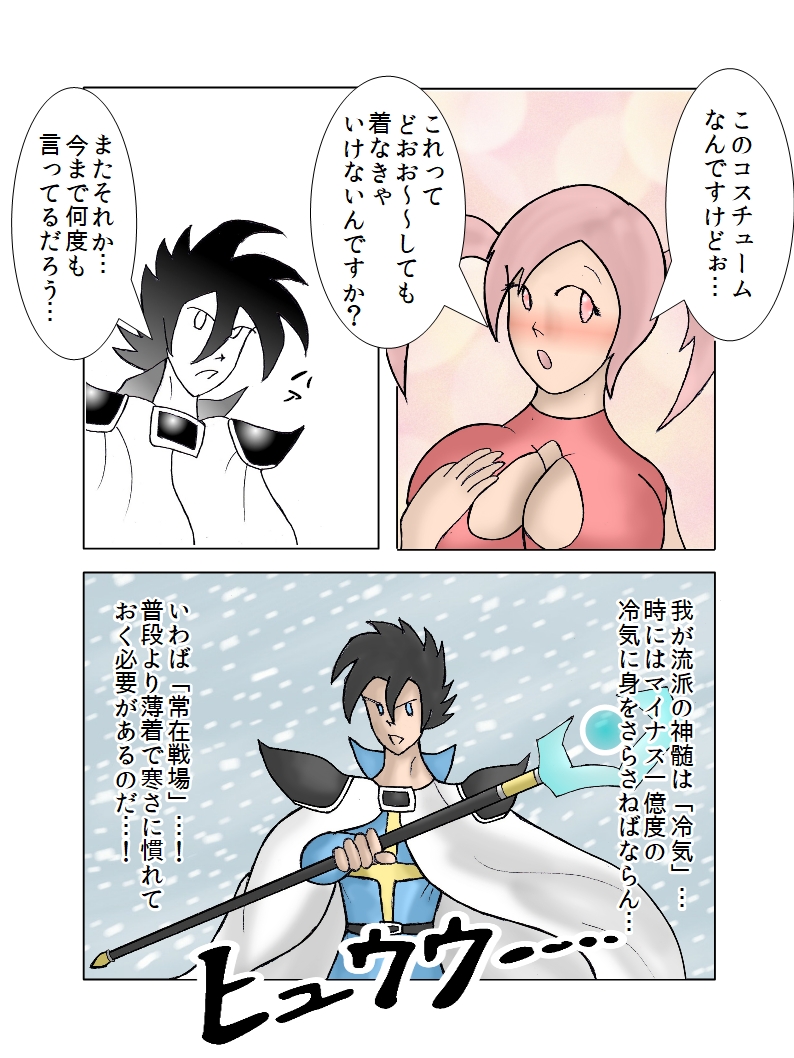 このコスチューム
なんですけどぉ…
これって
どおお～～しても
着なきゃ
いけないんですか？
またそれか…
今まで何度も
言ってるだろう…
我が流派の神髄は「冷気」…
時にはマイナス一億度の
冷気に身をさらさねばならん…
いわば「常在戦場」…！
普段より薄着で寒さに慣れて
おく必要があるのだ…！
ヒュウウー‥‥